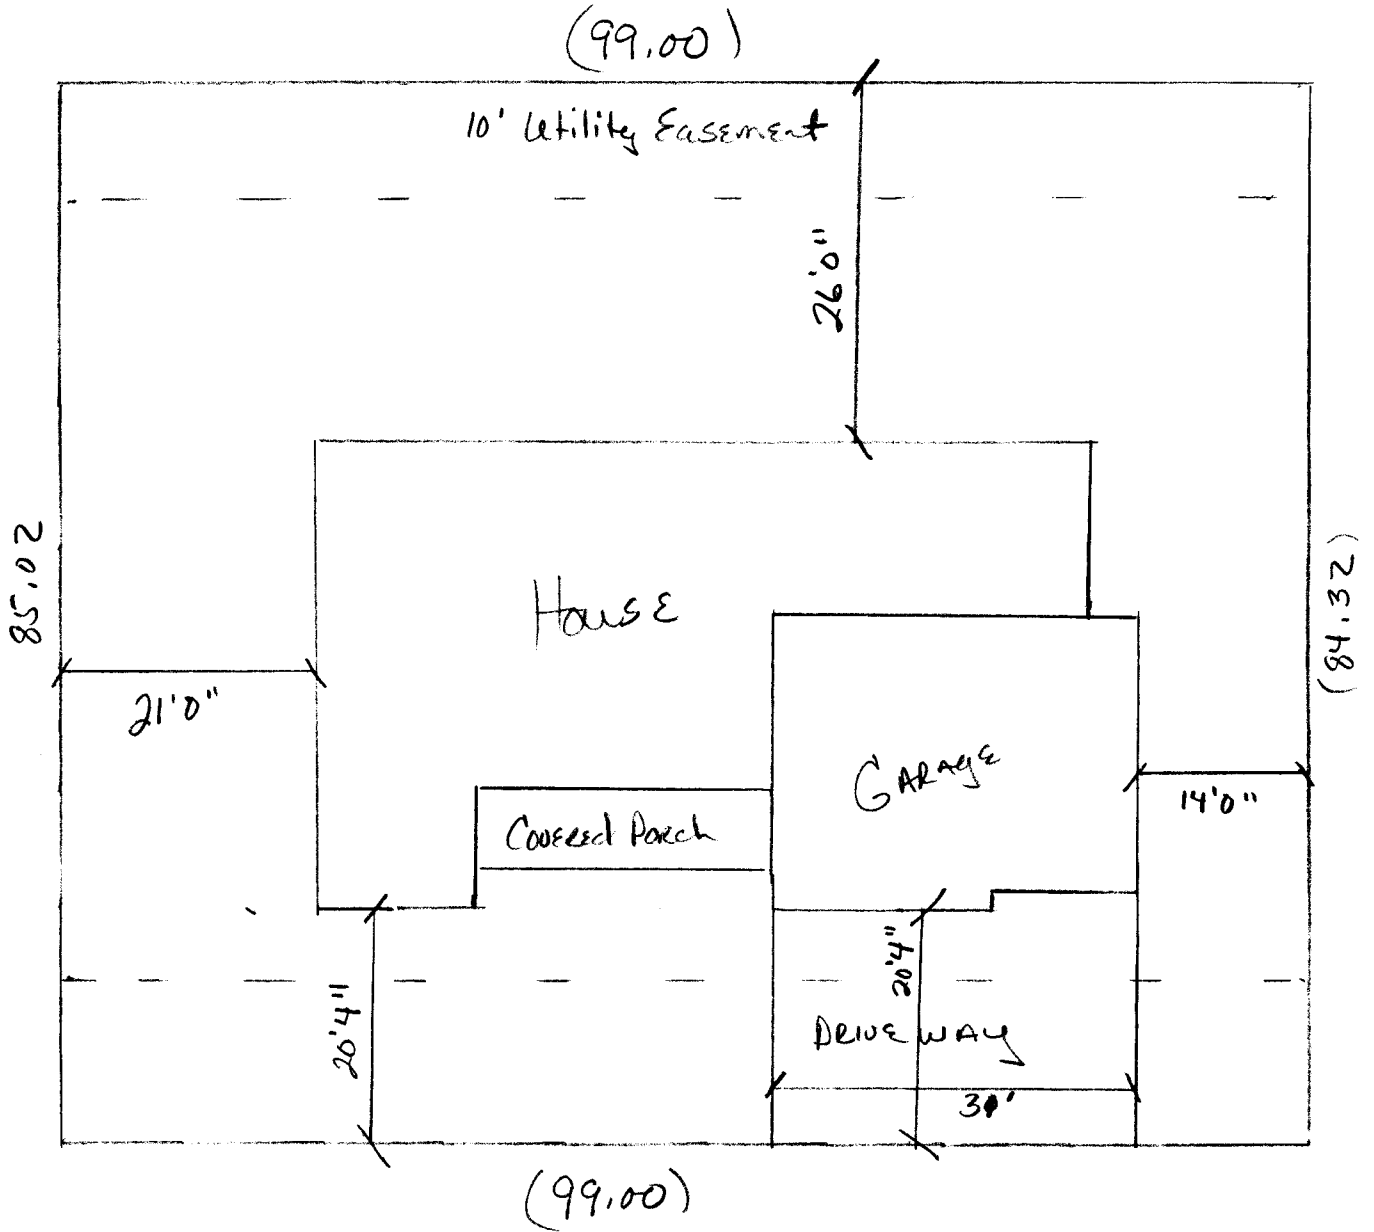 (99.00)
10' Utility Easement
26'0"
85.02
House
(84.32)
21'0"
Garage
14'0"
Covered Porch
20'4"
20'4"
Driveway
(99.00)